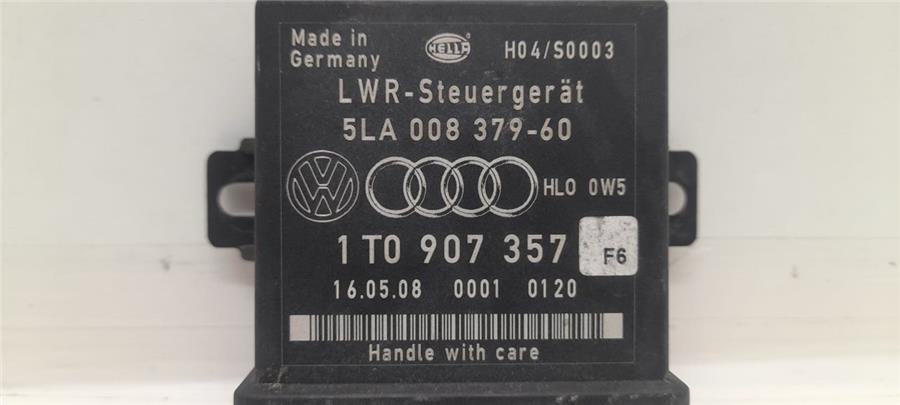 Made in
Germany
HELLA
H04/S0003
LWR-Steuergerät
5LA 008 379-60
VW
HLO 0W5
1T0 907 357
F6
16.05.08 0001 0120
Handle with care